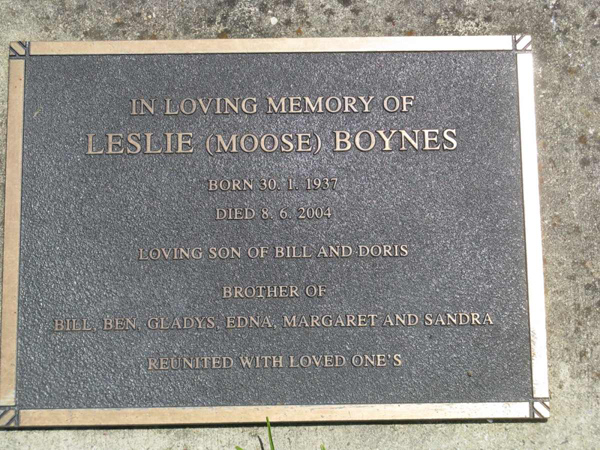 IN LOVING MEMORY OF
LESLIE (MOOSE) BOYNES
BORN 30. 1. 1937
DIED 8. 6. 2004
LOVING SON OF BILL AND DORIS
BROTHER OF
BILL, BEN, GLADYS, EDNA, MARGARET AND SANDRA
REUNITED WITH LOVED ONE'S